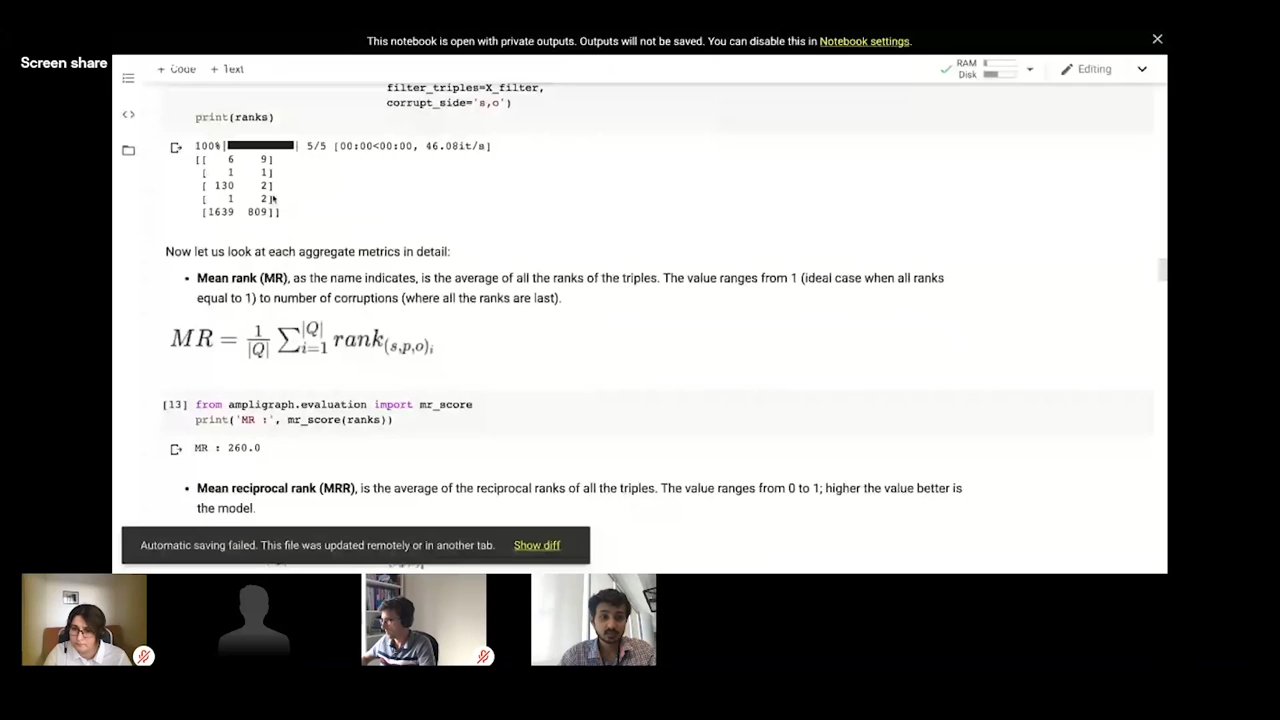 This notebook is open with private outputs. Outputs will not be saved. You can disable this in Notebook settings.
Screen share
+ Code + Text
RAM
Disk
Editing
filter_triples=X_filter,
corrupt_side='s,o')
print(ranks)
100%| | 5/5 [00:00<00:00, 46.08it/s]
[[ 6 9]
[ 1 1]
[ 130 2]
[ 1 2]
[1639 809]]
Now let us look at each aggregate metrics in detail:
• Mean rank (MR), as the name indicates, is the average of all the ranks of the triples. The value ranges from 1 (ideal case when all ranks
equal to 1) to number of corruptions (where all the ranks are last).
MR = \frac{1}{|Q|} \sum_{i=1}^{|Q|} rank_{(s,p,o)_i}
[13] from ampligraph.evaluation import mr_score
print('MR :', mr_score(ranks))
MR : 260.0
• Mean reciprocal rank (MRR), is the average of the reciprocal ranks of all the triples. The value ranges from 0 to 1; higher the value better is
the model.
Automatic saving failed. This file was updated remotely or in another tab. Show diff